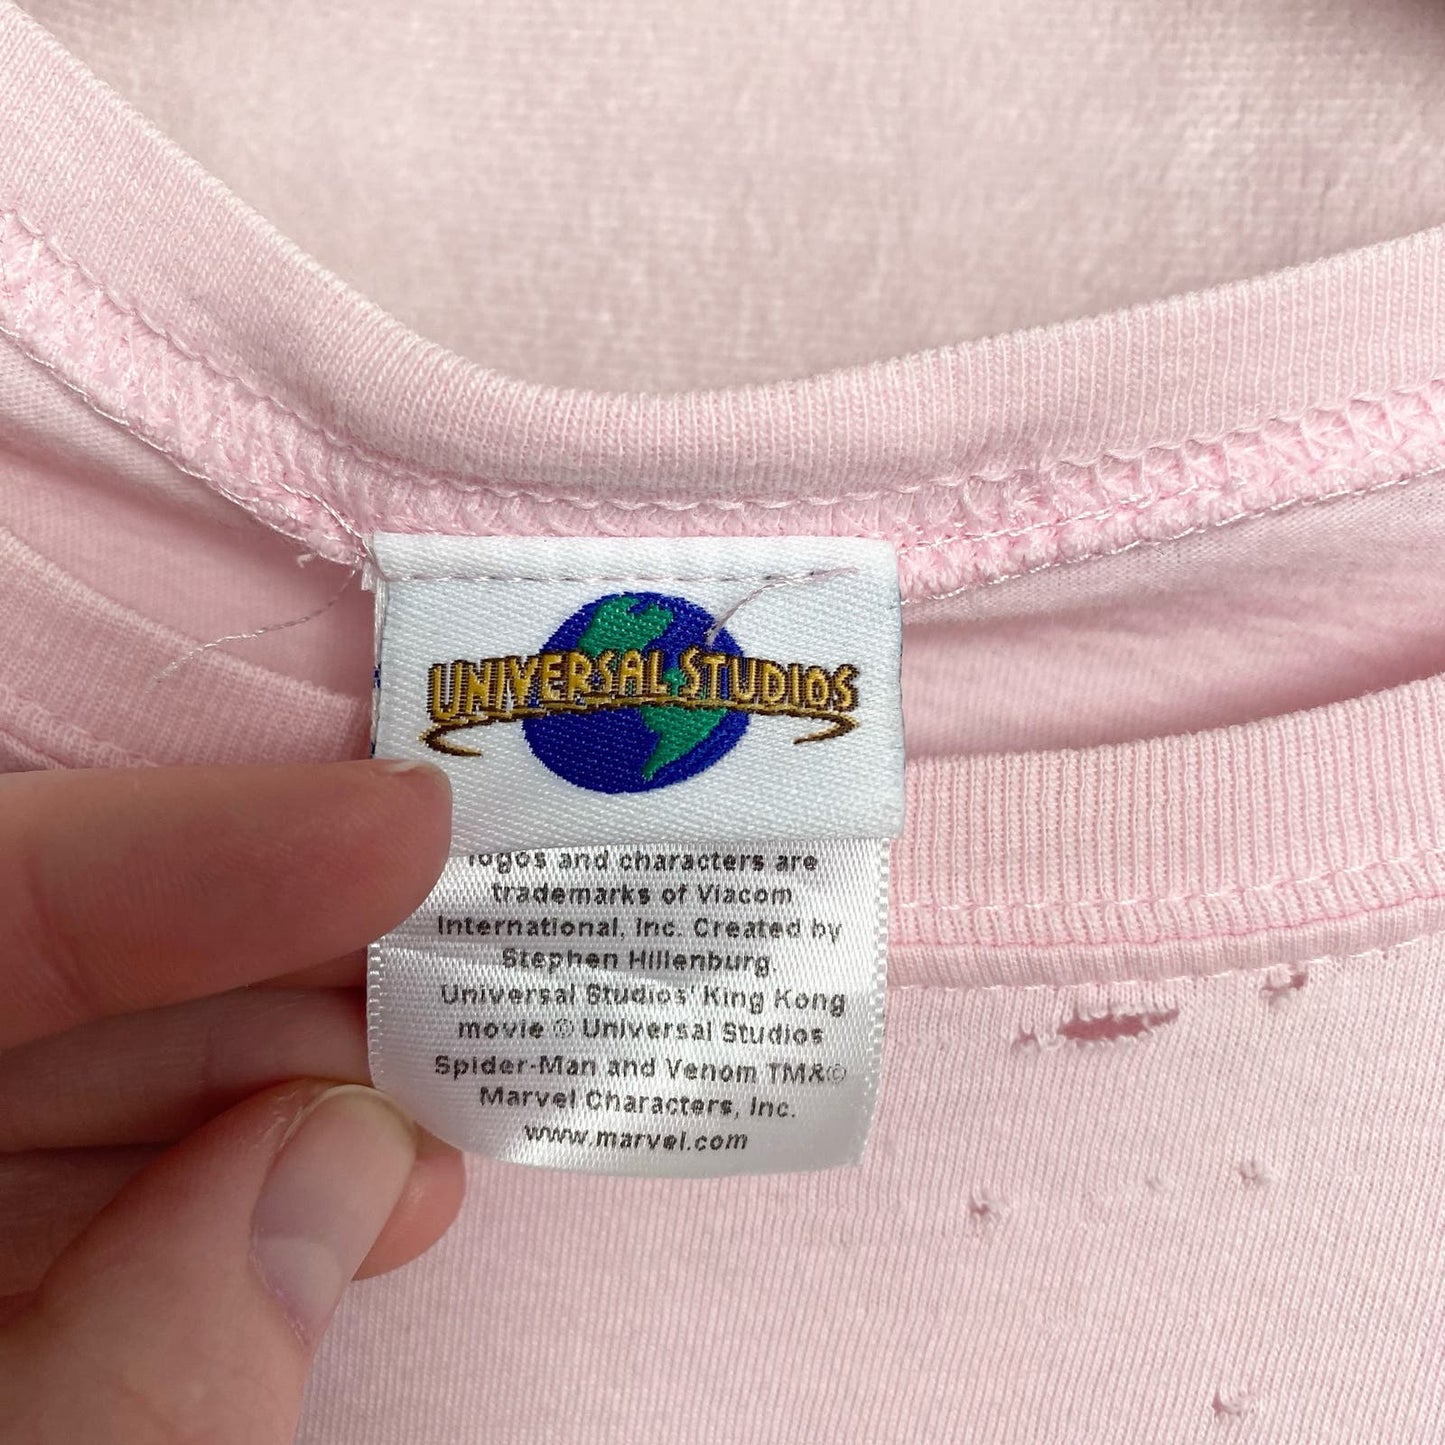 UNIVERSAL STUDIOS
logos and characters are
trademarks of Viacom
International, Inc. Created by
Stephen Hillenburg.
Universal Studios' King Kong
movie © Universal Studios
Spider-Man and Venom TM&©
Marvel Characters, Inc.
www.marvel.com